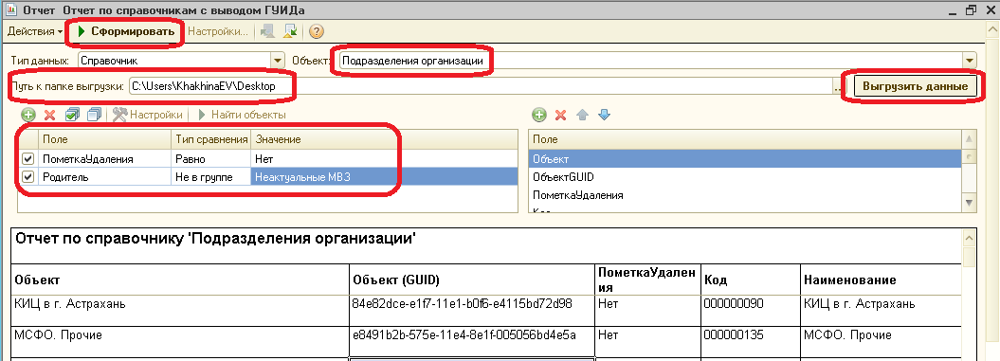 Отчет Отчет по справочникам с выводом ГУИДа
Действия Сформировать Настройки...
Тип данных: Справочник Объект: Подразделения организации
Путь к папке выгрузки: C:\Users\KhakhinaEV\Desktop ... Выгрузить данные
Настройки Найти объекты
Поле Тип сравнения Значение
ПометкаУдаления Равно Нет
Родитель Не в группе Неактуальные МВЗ
Поле
Объект
ОбъектGUID
ПометкаУдаления
Отчет по справочнику 'Подразделения организации'
Объект Объект (GUID) ПометкаУдален
ия Код Наименование
КИЦ в г. Астрахань 84e82dce-e1f7-11e1-b0f6-e4115bd72d98 Нет 000000090 КИЦ в г. Астрахань
МСФО. Прочие e8491b2b-575e-11e4-8e1f-005056bd4e5a Нет 000000135 МСФО. Прочие